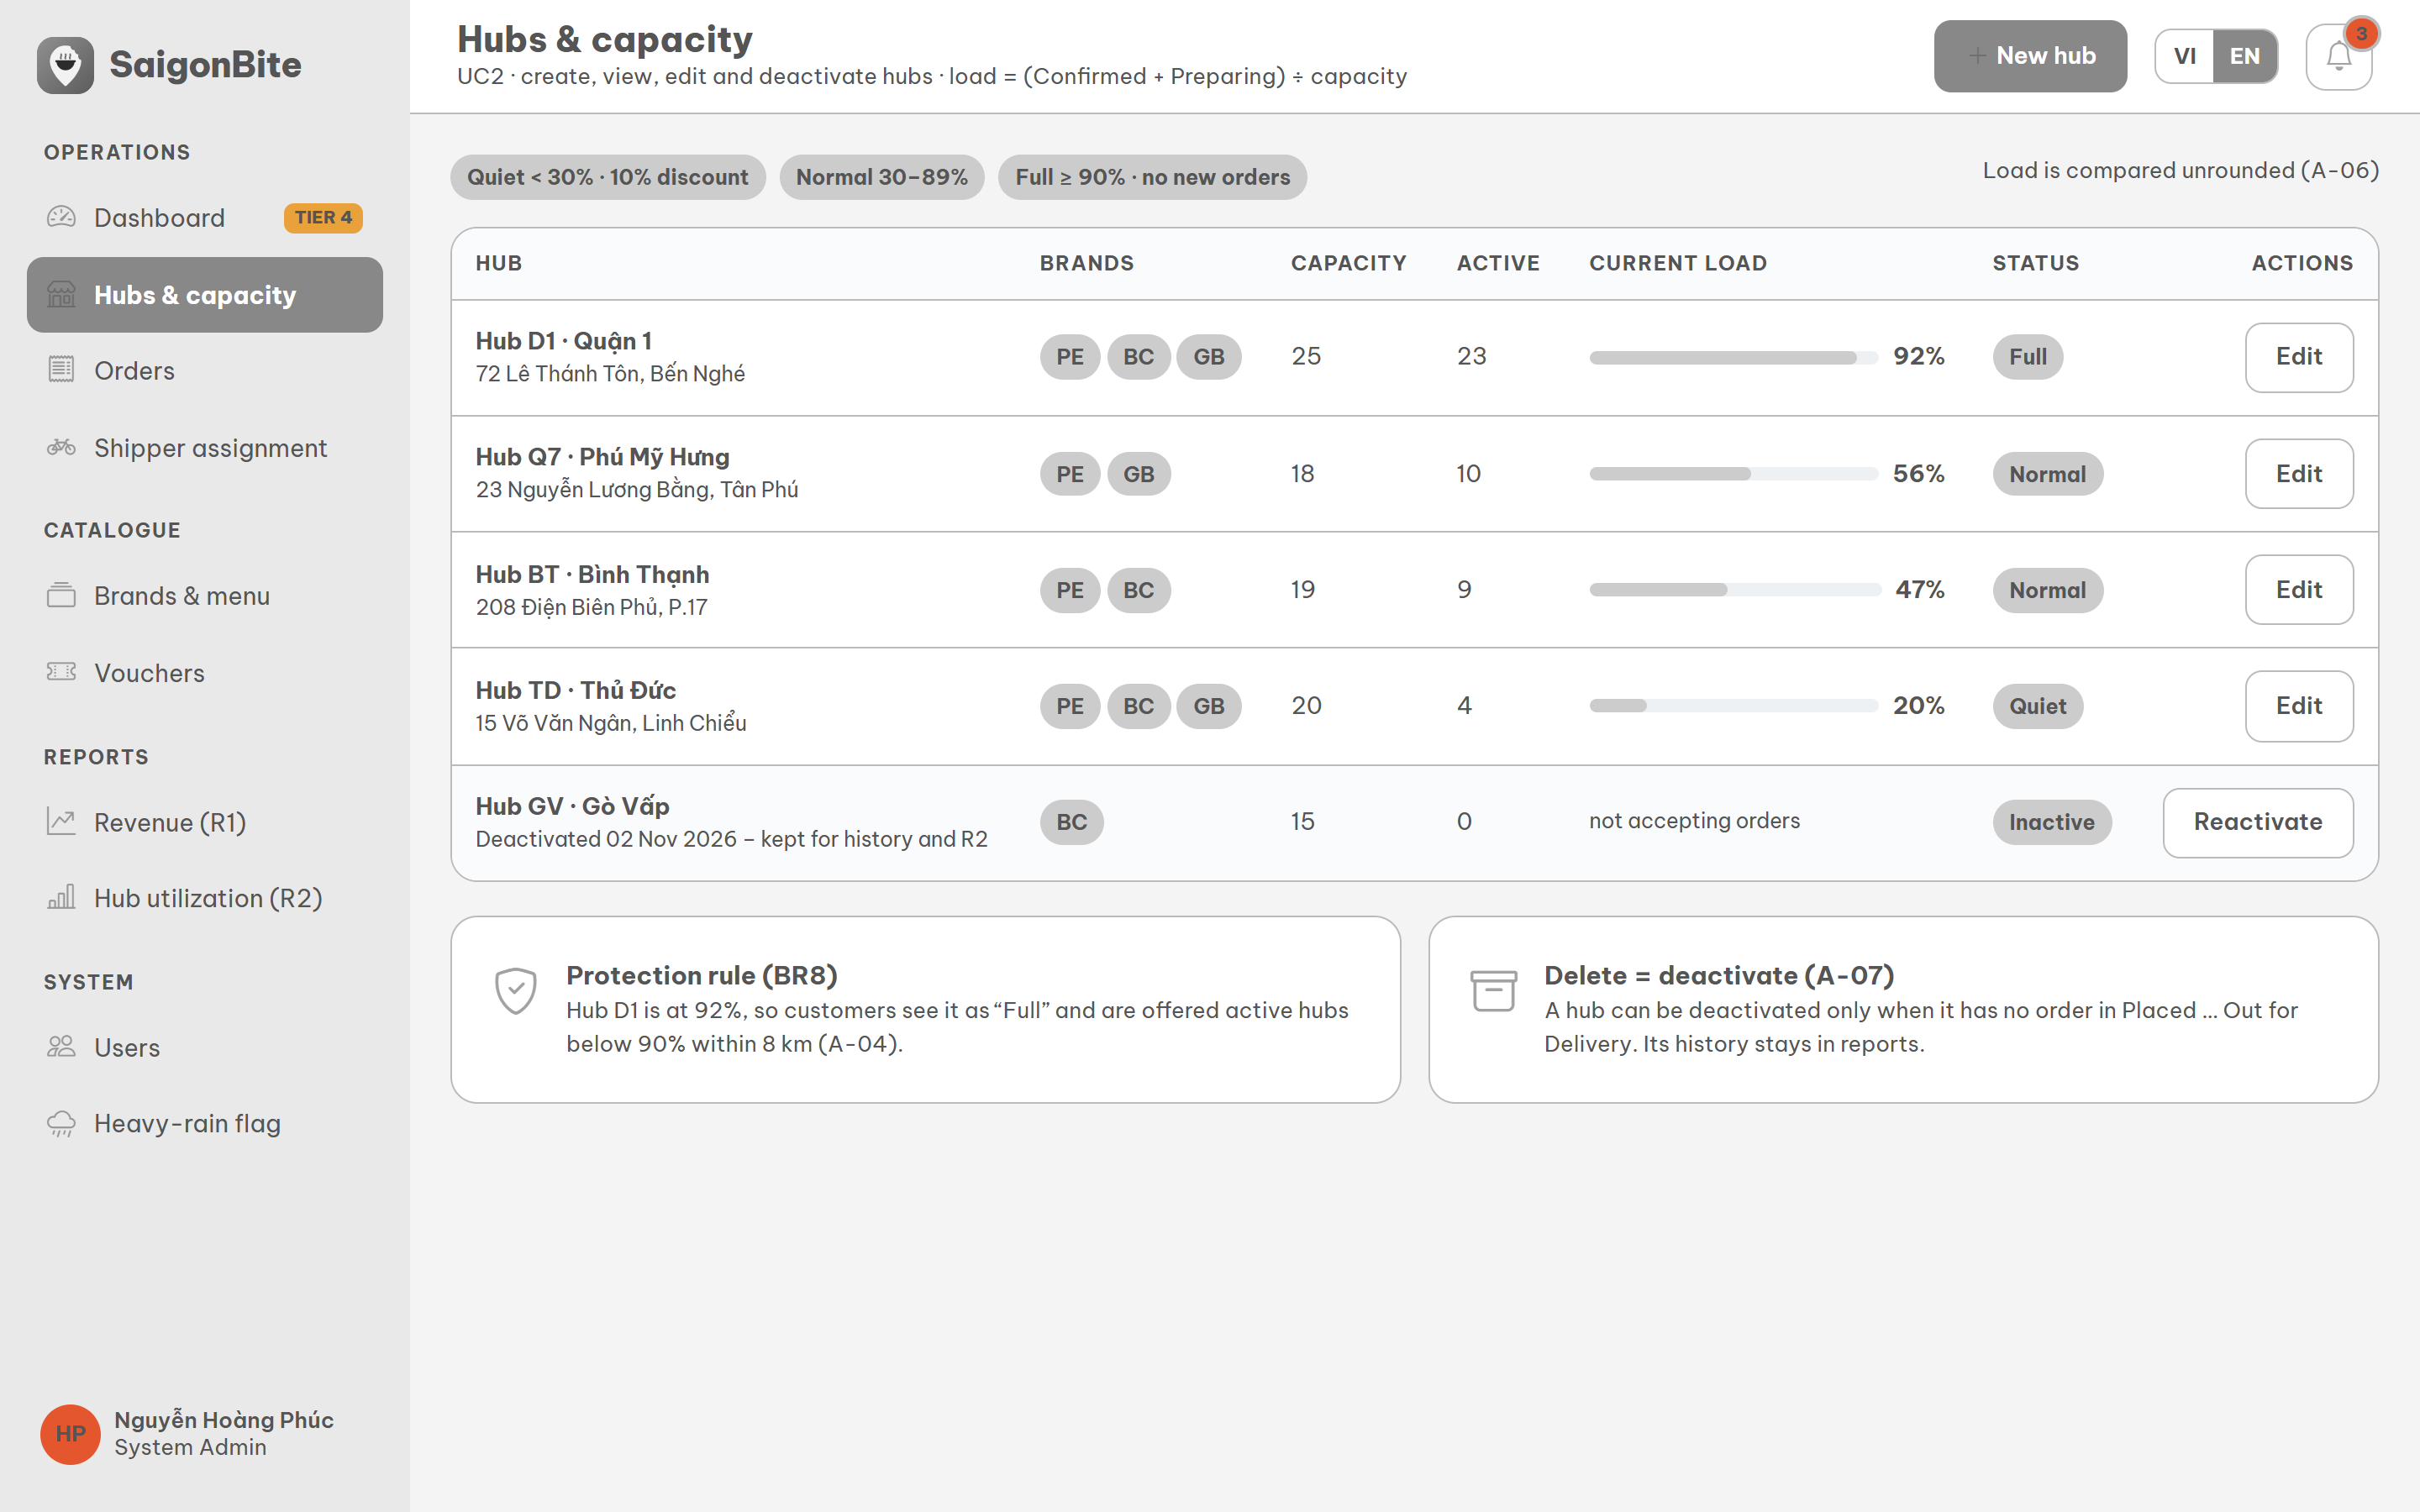 SaigonBite
OPERATIONS
Dashboard TIER 4
Hubs & capacity
Orders
Shipper assignment
CATALOGUE
Brands & menu
Vouchers
REPORTS
Revenue (R1)
Hub utilization (R2)
SYSTEM
Users
Heavy-rain flag
HP
Nguyễn Hoàng Phúc
System Admin
Hubs & capacity
UC2 · create, view, edit and deactivate hubs · load = (Confirmed + Preparing) ÷ capacity
+ New hub
VI EN
3
Quiet < 30% · 10% discount Normal 30–89% Full ≥ 90% · no new orders
Load is compared unrounded (A-06)
HUB BRANDS CAPACITY ACTIVE CURRENT LOAD STATUS ACTIONS
Hub D1 · Quận 1
72 Lê Thánh Tôn, Bến Nghé
PE BC GB 25 23 92% Full Edit
Hub Q7 · Phú Mỹ Hưng
23 Nguyễn Lương Bằng, Tân Phú
PE GB 18 10 56% Normal Edit
Hub BT · Bình Thạnh
208 Điện Biên Phủ, P.17
PE BC 19 9 47% Normal Edit
Hub TD · Thủ Đức
15 Võ Văn Ngân, Linh Chiểu
PE BC GB 20 4 20% Quiet Edit
Hub GV · Gò Vấp
Deactivated 02 Nov 2026 – kept for history and R2
BC 15 0 not accepting orders Inactive Reactivate
Protection rule (BR8)
Hub D1 is at 92%, so customers see it as “Full” and are offered active hubs
below 90% within 8 km (A-04).
Delete = deactivate (A-07)
A hub can be deactivated only when it has no order in Placed … Out for
Delivery. Its history stays in reports.